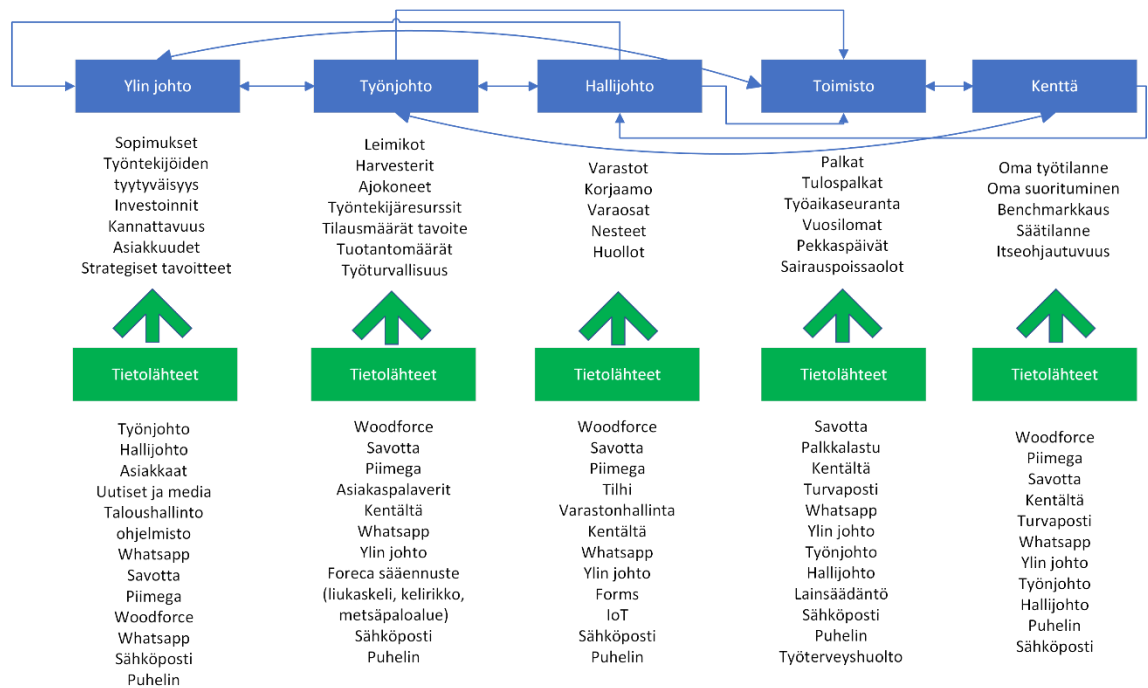 Ylin johto
Työnjohto
Hallijohto
Toimisto
Kenttä
Sopimukset
Työntekijöiden
tyytyväisyys
Investoinnit
Kannattavuus
Asiakkuudet
Strategiset tavoitteet
Leimikot
Harvesterit
Ajokoneet
Työntekijäresurssit
Tilausmäärät tavoite
Tuotantomäärät
Työturvallisuus
Varastot
Korjaamo
Varaosat
Nesteet
Huollot
Palkat
Tulospalkat
Työaikaseuranta
Vuosilomat
Pekkaspäivät
Sairauspoissaolot
Oma työtilanne
Oma suorituminen
Benchmarkkaus
Säätilanne
Itseohjautuvuus
Tietolähteet
Tietolähteet
Tietolähteet
Tietolähteet
Tietolähteet
Työnjohto
Hallijohto
Asiakkaat
Uutiset ja media
Taloushallinto
ohjelmisto
Whatsapp
Savotta
Piimega
Woodforce
Whatsapp
Sähköposti
Puhelin
Woodforce
Savotta
Piimega
Asiakaspalaverit
Kentältä
Whatsapp
Ylin johto
Foreca sääennuste
(liukaskeli, kelirikko,
metsäpaloalue)
Sähköposti
Puhelin
Woodforce
Savotta
Piimega
Tilhi
Varastonhallinta
Kentältä
Whatsapp
Ylin johto
Forms
IoT
Sähköposti
Puhelin
Savotta
Palkkalastu
Kentältä
Turvaposti
Whatsapp
Ylin johto
Työnjohto
Hallijohto
Lainsäädäntö
Sähköposti
Puhelin
Työterveyshuolto
Woodforce
Piimega
Savotta
Kentältä
Turvaposti
Whatsapp
Ylin johto
Työnjohto
Hallijohto
Puhelin
Sähköposti